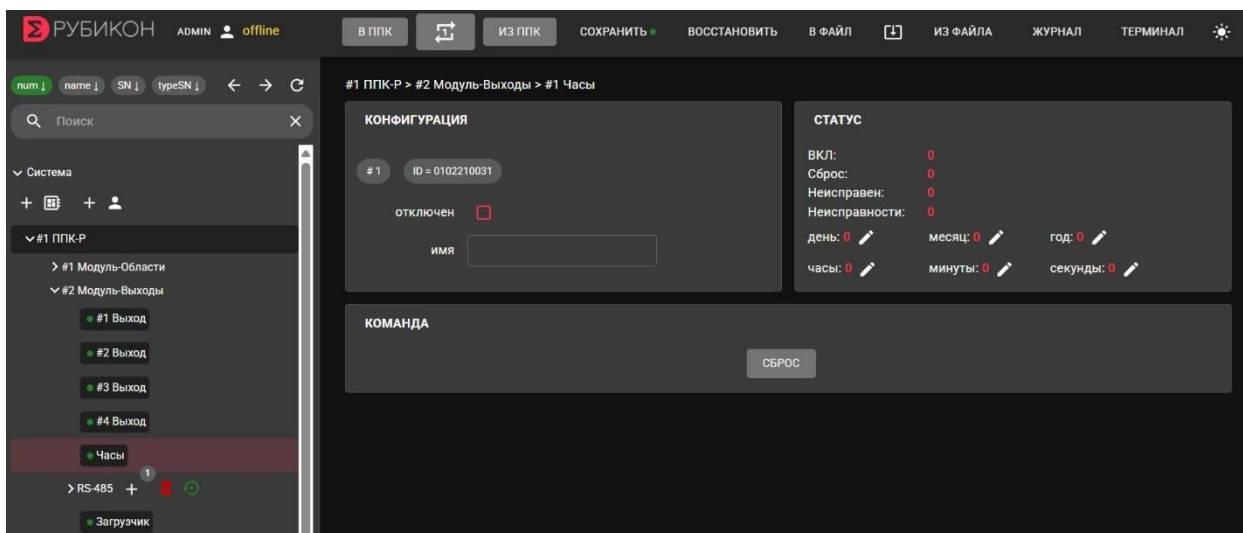 РУБИКОН ADMIN offline В ППК 1 ИЗ ППК СОХРАНИТЬ ВОССТАНОВИТЬ В ФАЙЛ ИЗ ФАЙЛА ЖУРНАЛ ТЕРМИНАЛ
num ↓ name ↓ SN ↓ typeSN ↓
Поиск
Система
#1 ППК-Р
#1 Модуль-Области
#2 Модуль-Выходы
#1 Выход
#2 Выход
#3 Выход
#4 Выход
Часы
1
RS-485
Загрузчик
#1 ППК-Р > #2 Модуль-Выходы > #1 Часы
КОНФИГУРАЦИЯ
# 1 ID = 0102210031
отключен
имя
СТАТУС
ВКЛ: 0
Сброс: 0
Неисправен: 0
Неисправности: 0
день: 0 месяц: 0 год: 0
часы: 0 минуты: 0 секунды: 0
КОМАНДА
СБРОС